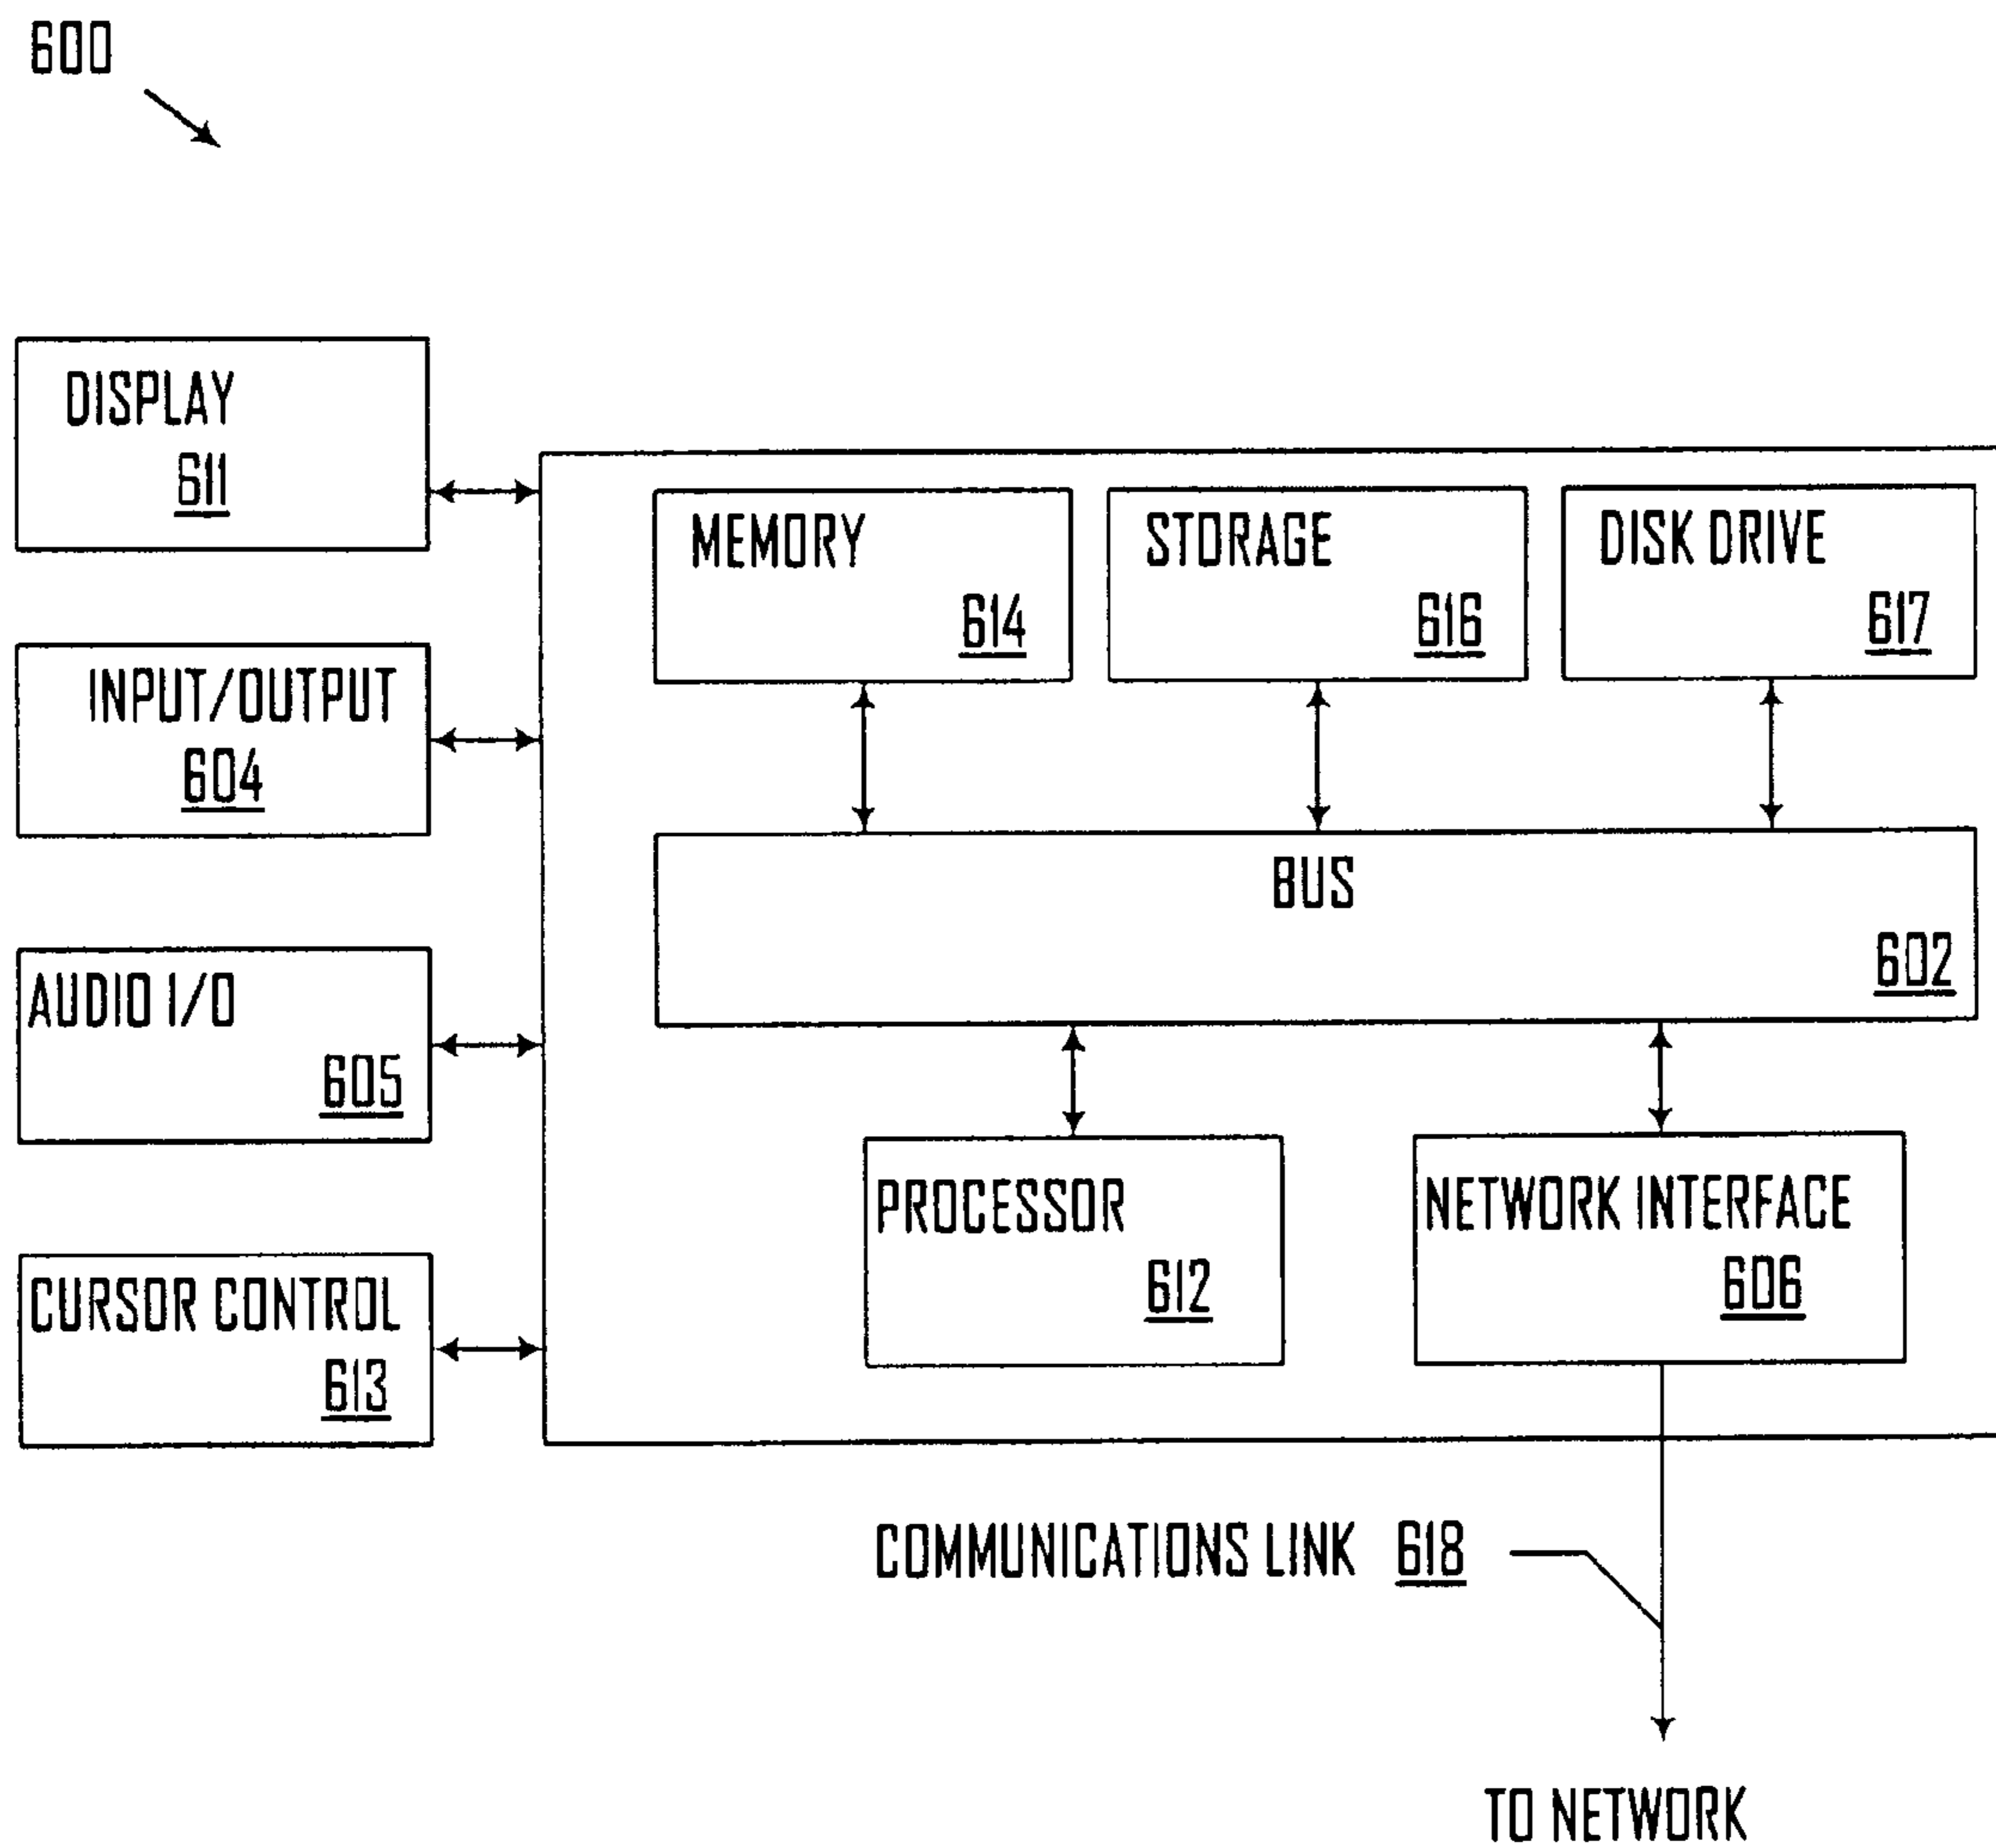 600
DISPLAY
611
INPUT/OUTPUT
604
AUDIO I/O
605
CURSOR CONTROL
613
MEMORY
614
STORAGE
616
DISK DRIVE
617
BUS
602
PROCESSOR
612
NETWORK INTERFACE
606
COMMUNICATIONS LINK 618
TO NETWORK